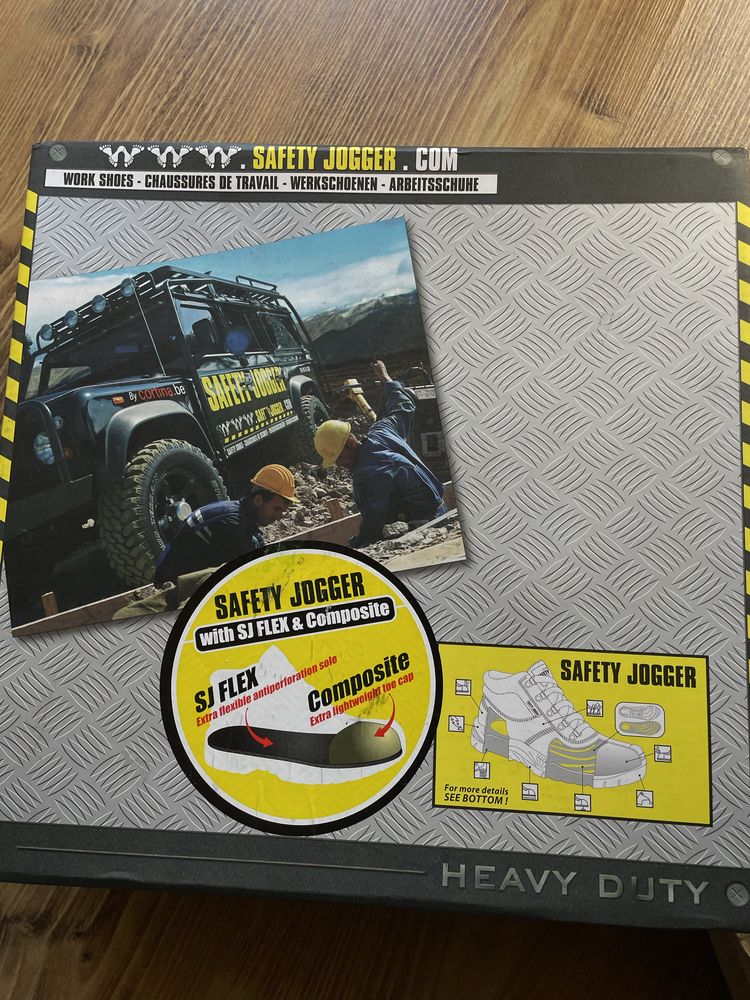 . SAFETY JOGGER . COM
WORK SHOES - CHAUSSURES DE TRAVAIL - WERKSCHOENEN - ARBEITSSCHUHE
By cortina.be
SAFETY JOGGER
SAFETY JOGGER
with SJ FLEX & Composite
SJ FLEX
Extra flexible antiperforation sole
Composite
Extra lightweight toe cap
SAFETY JOGGER
For more details
SEE BOTTOM !
HEAVY DUTY